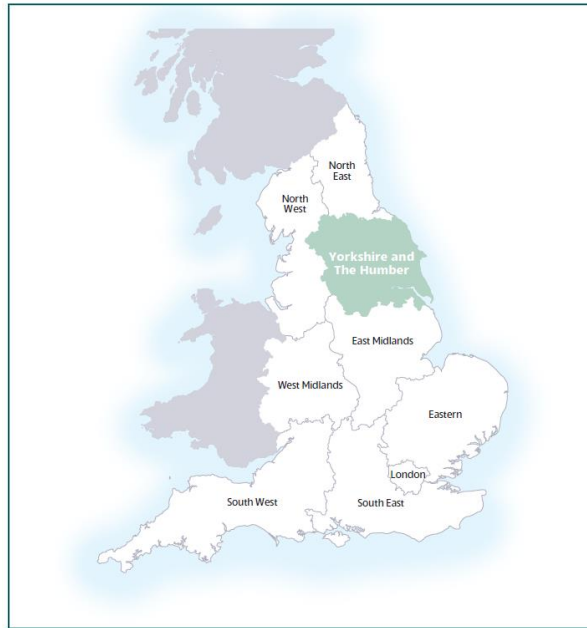 North
East
North
West
Yorkshire and
The Humber
East Midlands
West Midlands
Eastern
London
South West
South East